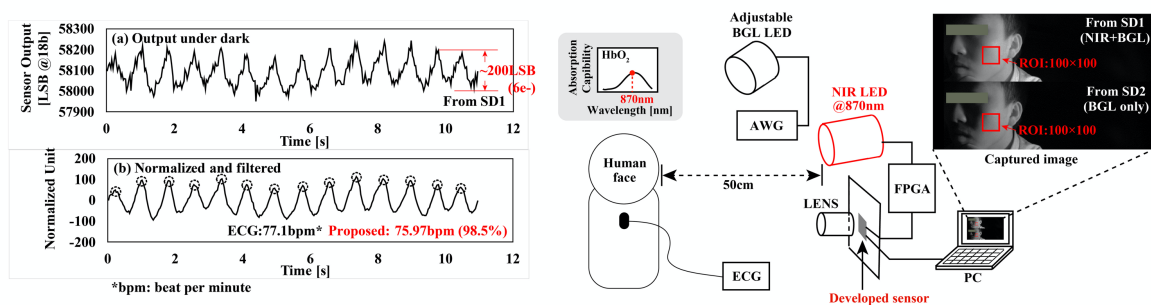 58300
58200
58100
58000
57900
Sensor Output
[LSB @18b]
(a) Output under dark
~200LSB
(6e-)
From SD1
0 2 4 6 8 10 12
Time [s]
200
100
0
-100
-200
Normalized Unit
(b) Normalized and filtered
ECG:77.1bpm* Proposed: 75.97bpm (98.5%)
0 2 4 6 8 10 12
Time [s]
*bpm: beat per minute
Absorption
Capibility
HbO2
870nm
Wavelength [nm]
Adjustable
BGL LED
AWG
NIR LED
@870nm
Human
face
50cm
FPGA
LENS
ECG
Developed sensor
PC
From SD1
(NIR+BGL)
ROI:100×100
From SD2
(BGL only)
ROI:100×100
Captured image